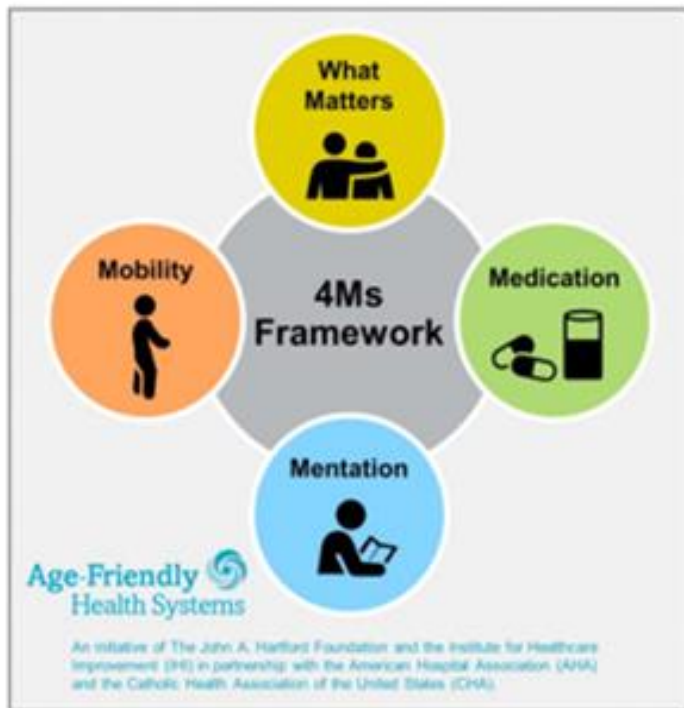 What
Matters
Mobility
4Ms
Framework
Medication
Mentation
Age-Friendly
Health Systems
An initiative of The John A. Hartford Foundation and the Institute for Healthcare
Improvement (IHI) in partnership with the American Hospital Association (AHA)
and the Catholic Health Association of the United States (CHA).